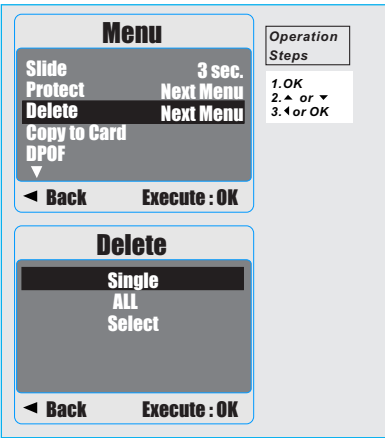 Menu
Slide 3 sec.
Protect Next Menu
Delete Next Menu
Copy to Card
DPOF
▼
◄ Back Execute : OK
Operation
Steps
1.OK
2.▲ or ▼
3.◄ or OK
Delete
Single
ALL
Select
◄ Back Execute : OK